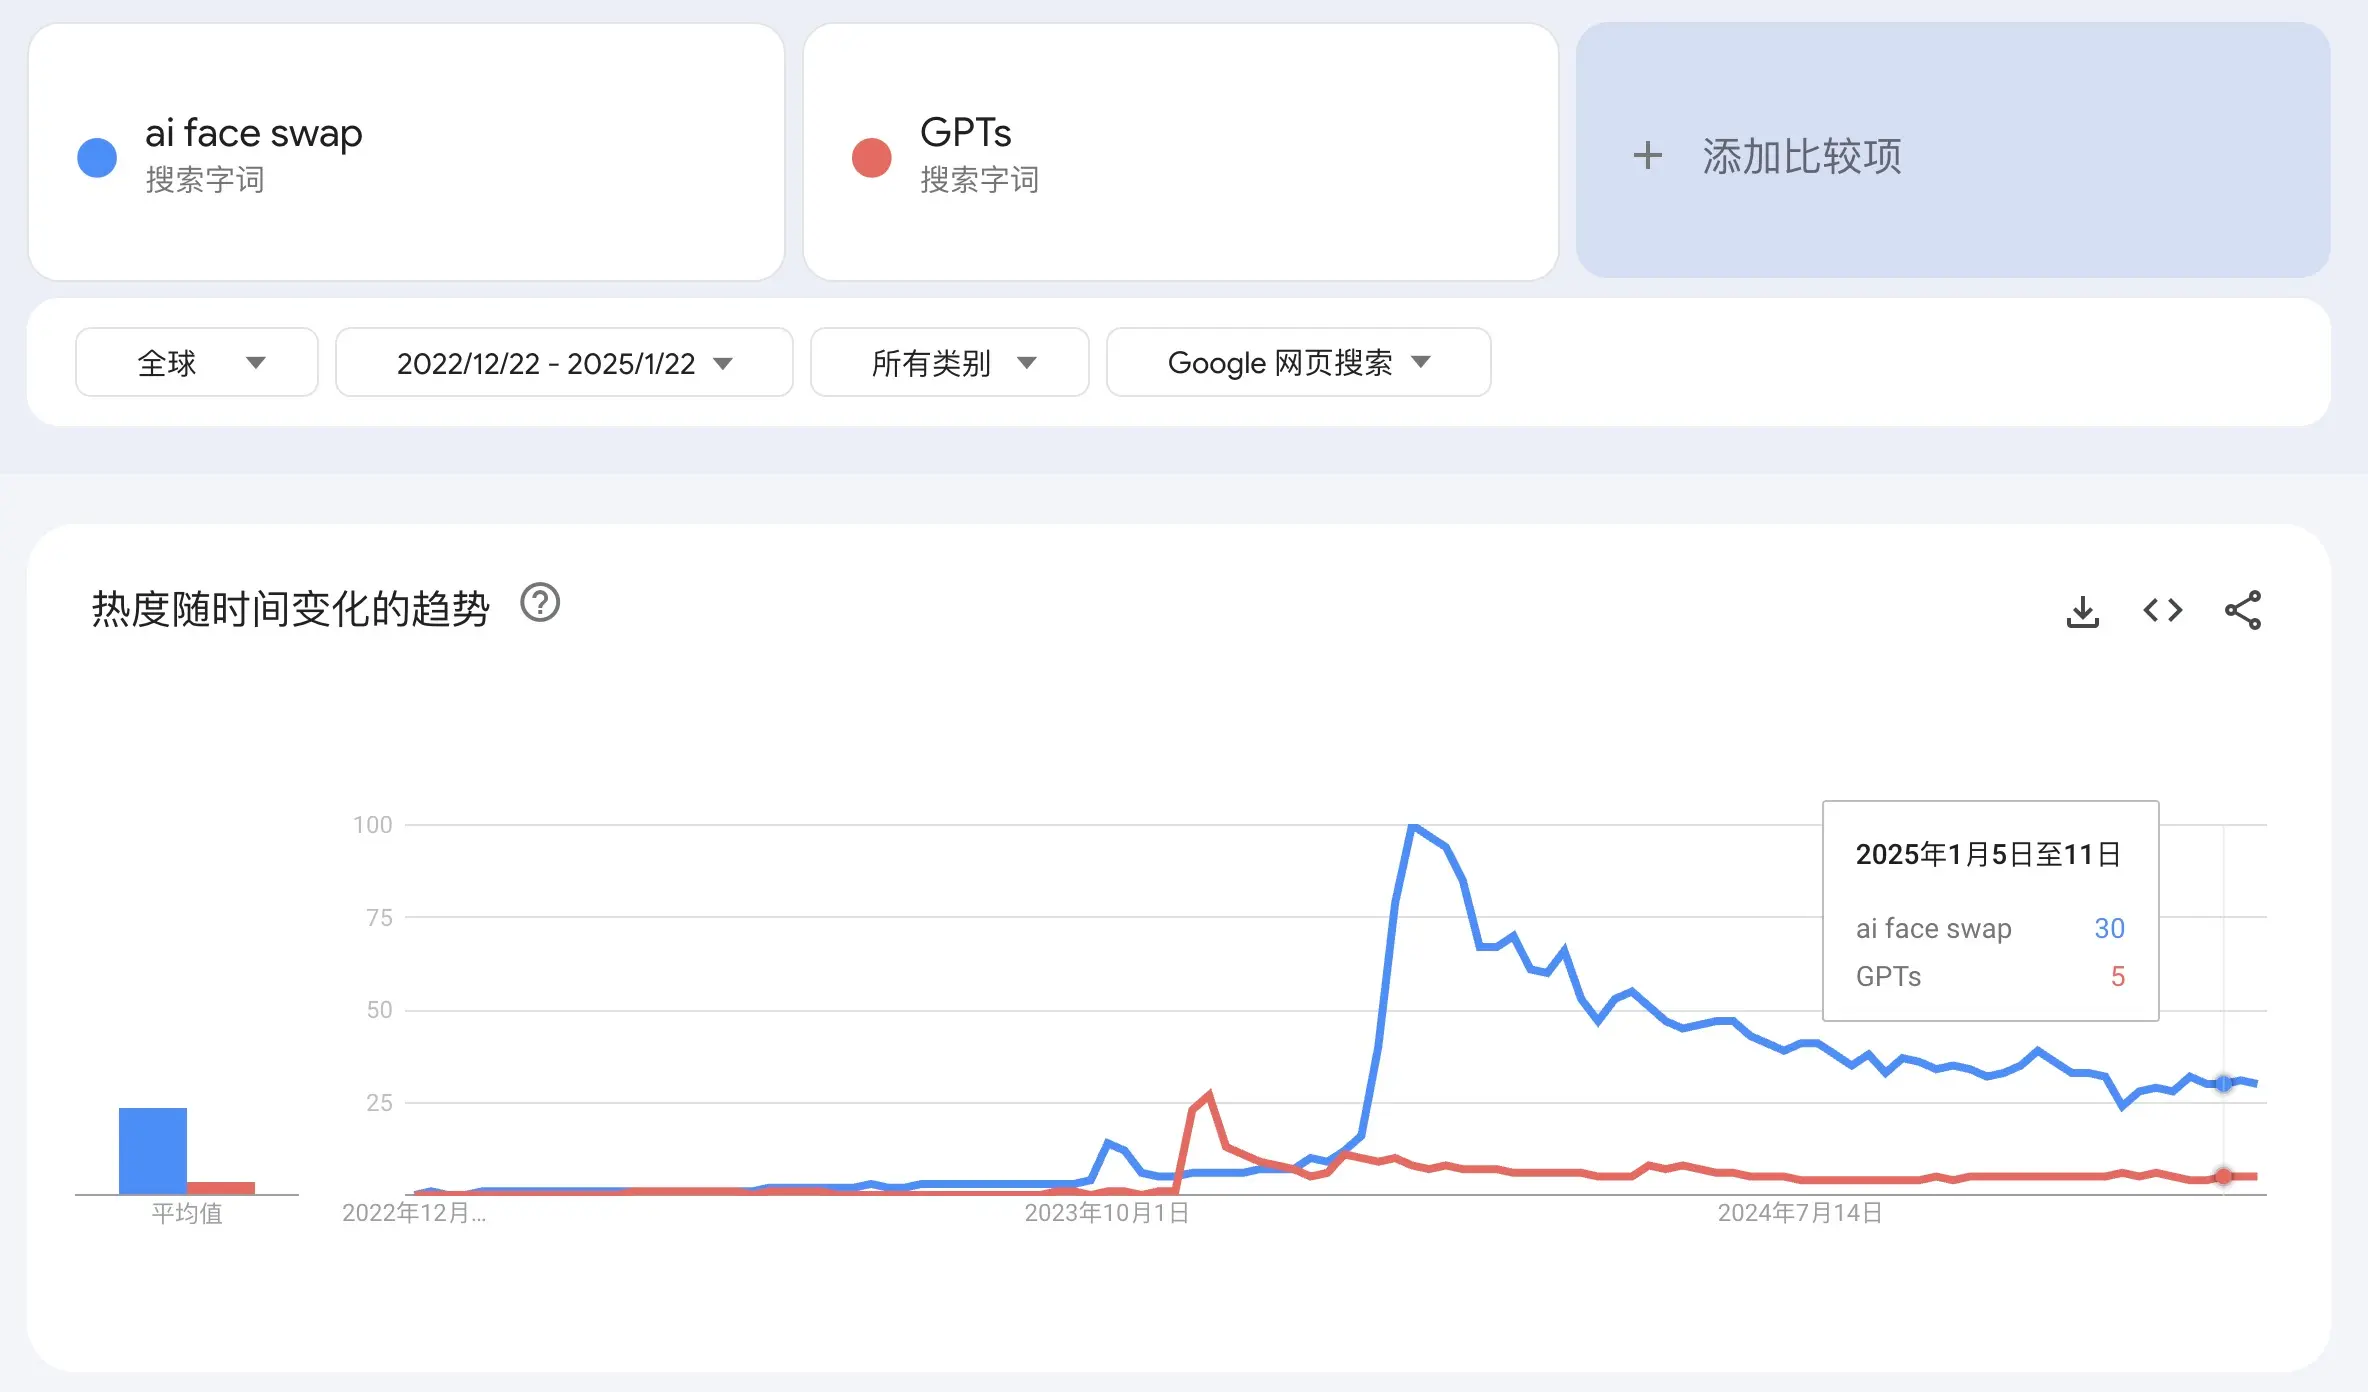 ai face swap
搜索字词
GPTs
搜索字词
+ 添加比较项
全球
2022/12/22 - 2025/1/22
所有类别
Google 网页搜索
热度随时间变化的趋势
100
75
50
25
平均值
2022年12月...
2023年10月1日
2024年7月14日
2025年1月5日至11日
ai face swap 30
GPTs 5